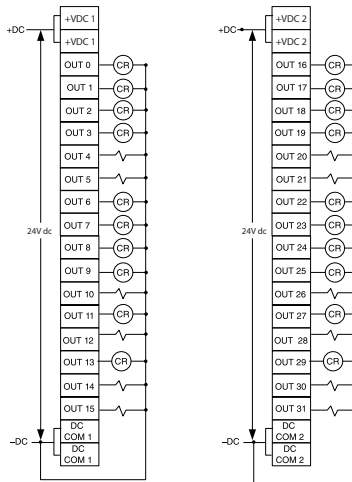 +VDC 1
+DC
+VDC 1
OUT 0 CR
OUT 1 CR
OUT 2 CR
OUT 3 CR
OUT 4
OUT 5
OUT 6 CR
OUT 7 CR
24V dc
OUT 8 CR
OUT 9 CR
OUT 10
OUT 11 CR
OUT 12
OUT 13 CR
OUT 14
OUT 15
DC
COM 1
-DC
DC
COM 1
+VDC 2
+DC
+VDC 2
OUT 16 CR
OUT 17 CR
OUT 18 CR
OUT 19 CR
OUT 20
OUT 21
OUT 22 CR
OUT 23 CR
24V dc
OUT 24 CR
OUT 25 CR
OUT 26
OUT 27 CR
OUT 28
OUT 29 CR
OUT 30
OUT 31
DC
COM 2
-DC
DC
COM 2